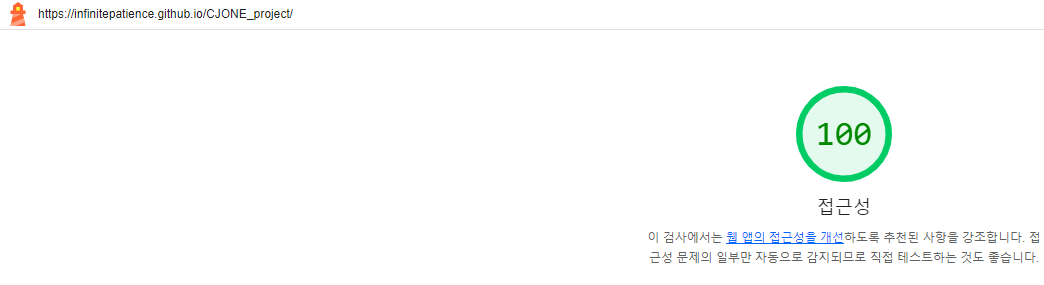 https://infinitepatience.github.io/CJONE_project/
100
접근성
이 검사에서는 웹 앱의 접근성을 개선하도록 추천된 사항을 강조합니다. 접
근성 문제의 일부만 자동으로 감지되므로 직접 테스트하는 것도 좋습니다.